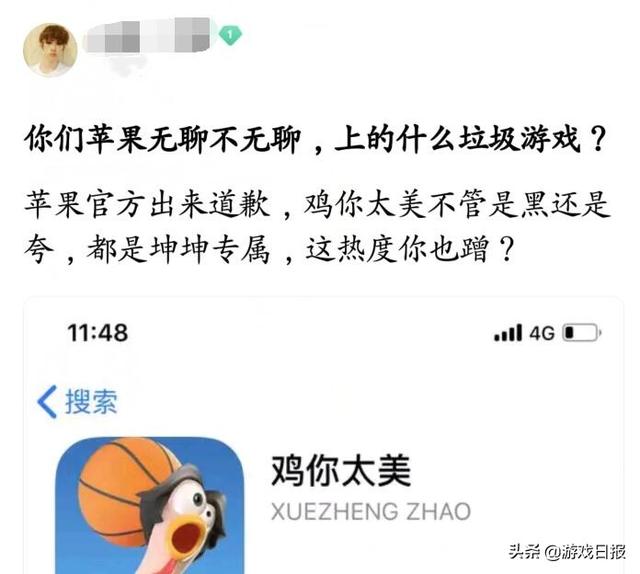 1
你们苹果无聊不无聊，上的什么垃圾游戏？
苹果官方出来道歉，鸡你太美不管是黑还是
夸，都是坤坤专属，这热度你也蹭？
11:48
4G
搜索
鸡你太美
XUEZHENG ZHAO
头条 @游戏日报